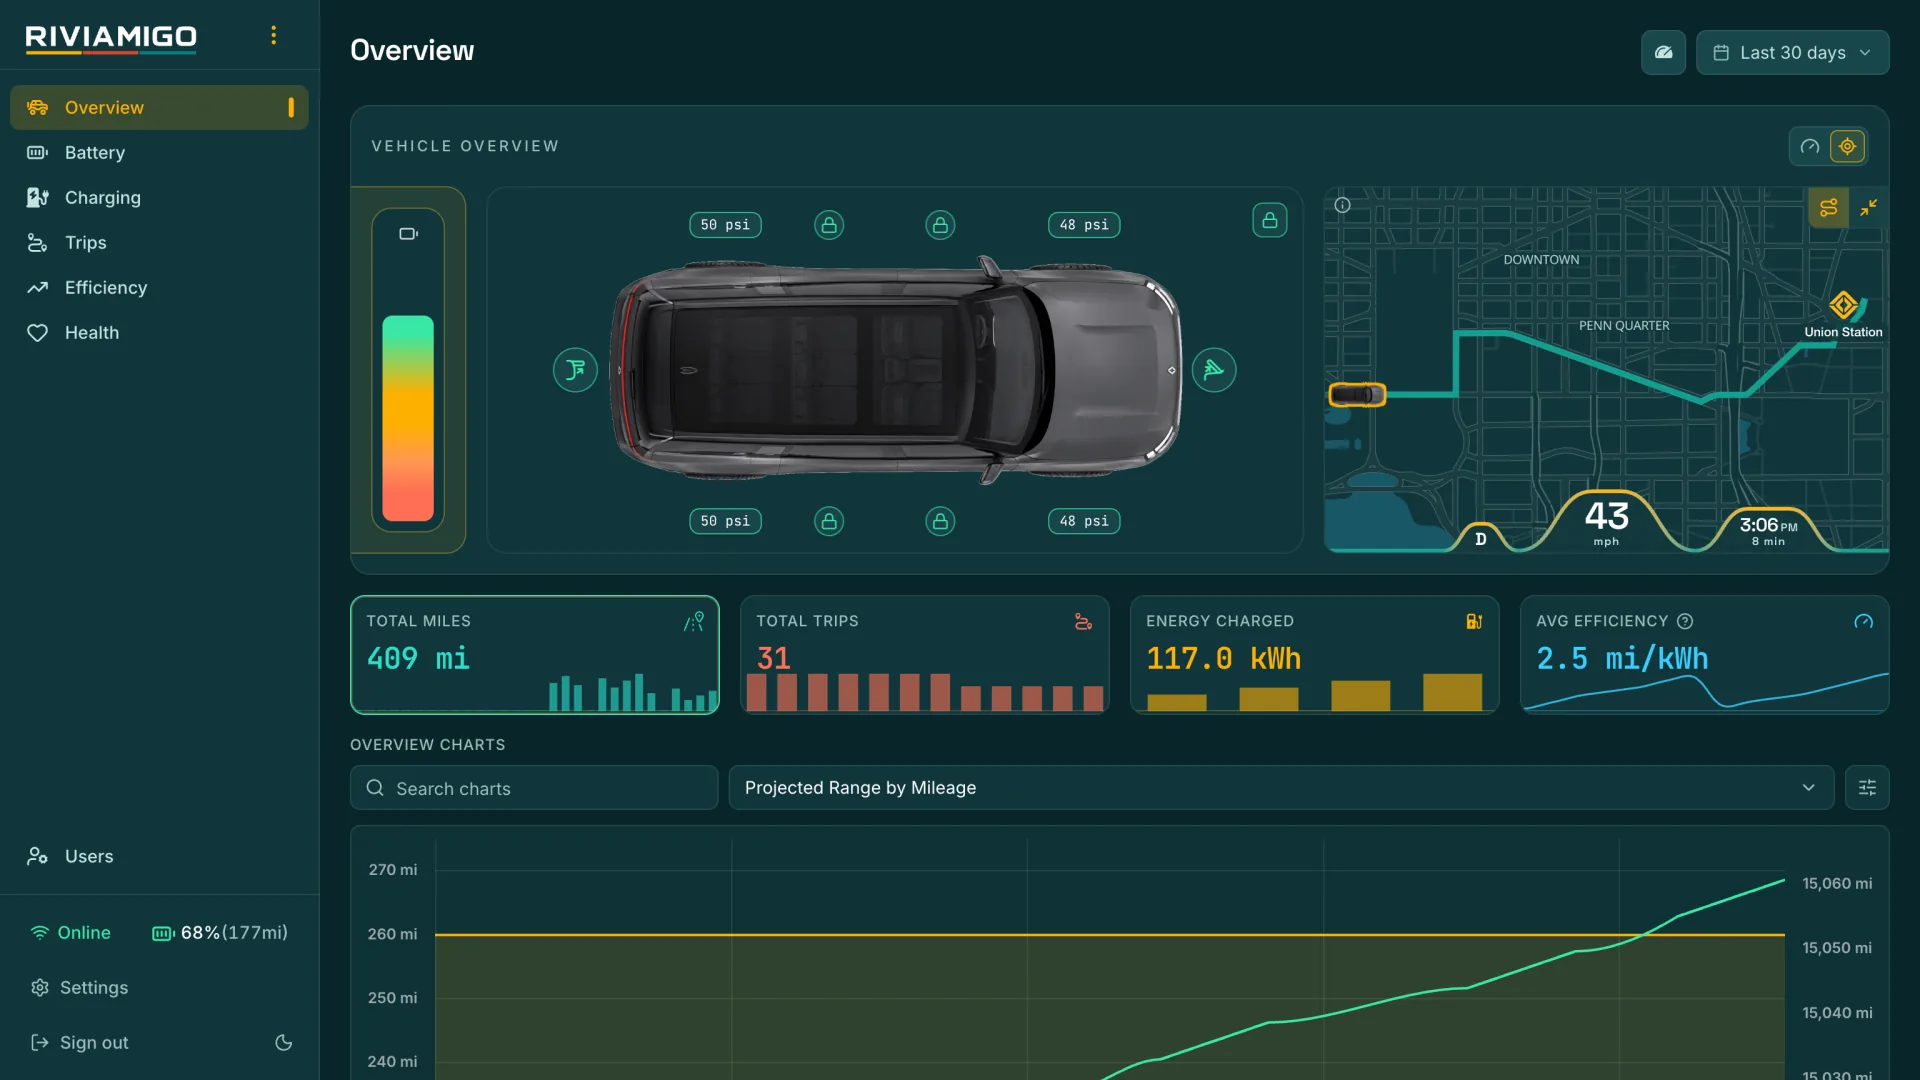 RIVIAMIGO
Overview
Battery
Charging
Trips
Efficiency
Health
Users
Online 68%(177mi)
Settings
Sign out
Overview
Last 30 days
VEHICLE OVERVIEW
50 psi
48 psi
50 psi
48 psi
DOWNTOWN
PENN QUARTER
Union Station
D
43
mph
3:06 PM
8 min
TOTAL MILES
409 mi
TOTAL TRIPS
31
ENERGY CHARGED
117.0 kWh
AVG EFFICIENCY
2.5 mi/kWh
OVERVIEW CHARTS
Search charts
Projected Range by Mileage
270 mi
260 mi
250 mi
240 mi
15,060 mi
15,050 mi
15,040 mi
15,030 mi